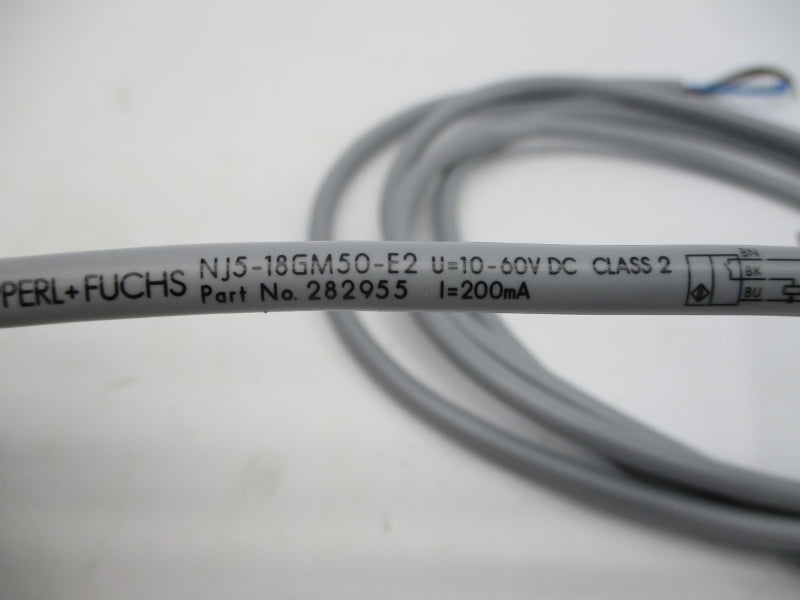 PERL+FUCHS NJ5-18GM50-E2 U=10-60V DC CLASS 2
Part No. 282955 I=200mA
BN
BK
BU